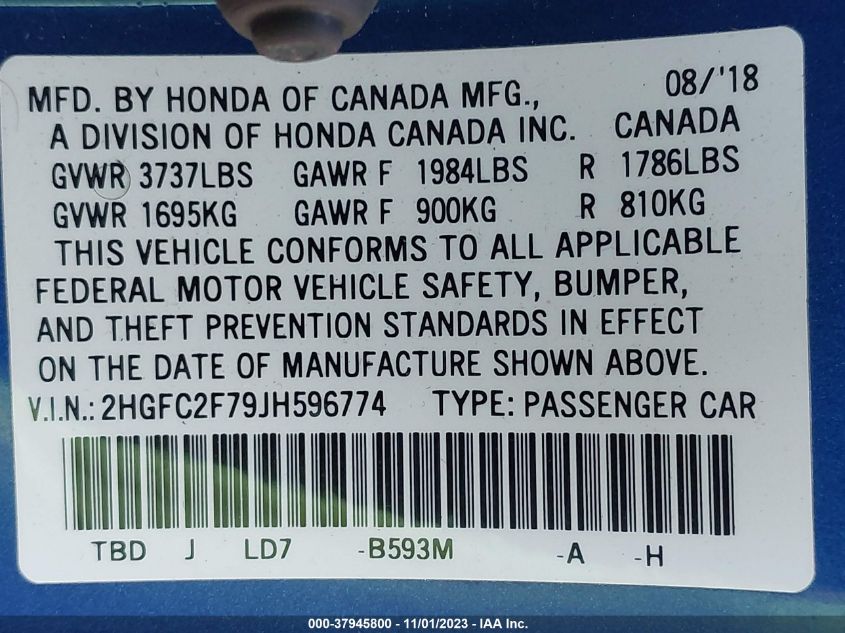 MFD. BY HONDA OF CANADA MFG., 08/'18
A DIVISION OF HONDA CANADA INC. CANADA
GVWR 3737LBS GAWR F 1984LBS R 1786LBS
GVWR 1695KG GAWR F 900KG R 810KG
THIS VEHICLE CONFORMS TO ALL APPLICABLE
FEDERAL MOTOR VEHICLE SAFETY, BUMPER,
AND THEFT PREVENTION STANDARDS IN EFFECT
ON THE DATE OF MANUFACTURE SHOWN ABOVE.
V.I.N.: 2HGFC2F79JH596774 TYPE: PASSENGER CAR
TBD J LD7 -B593M -A -H
000-37945800 - 11/01/2023 - IAA Inc.